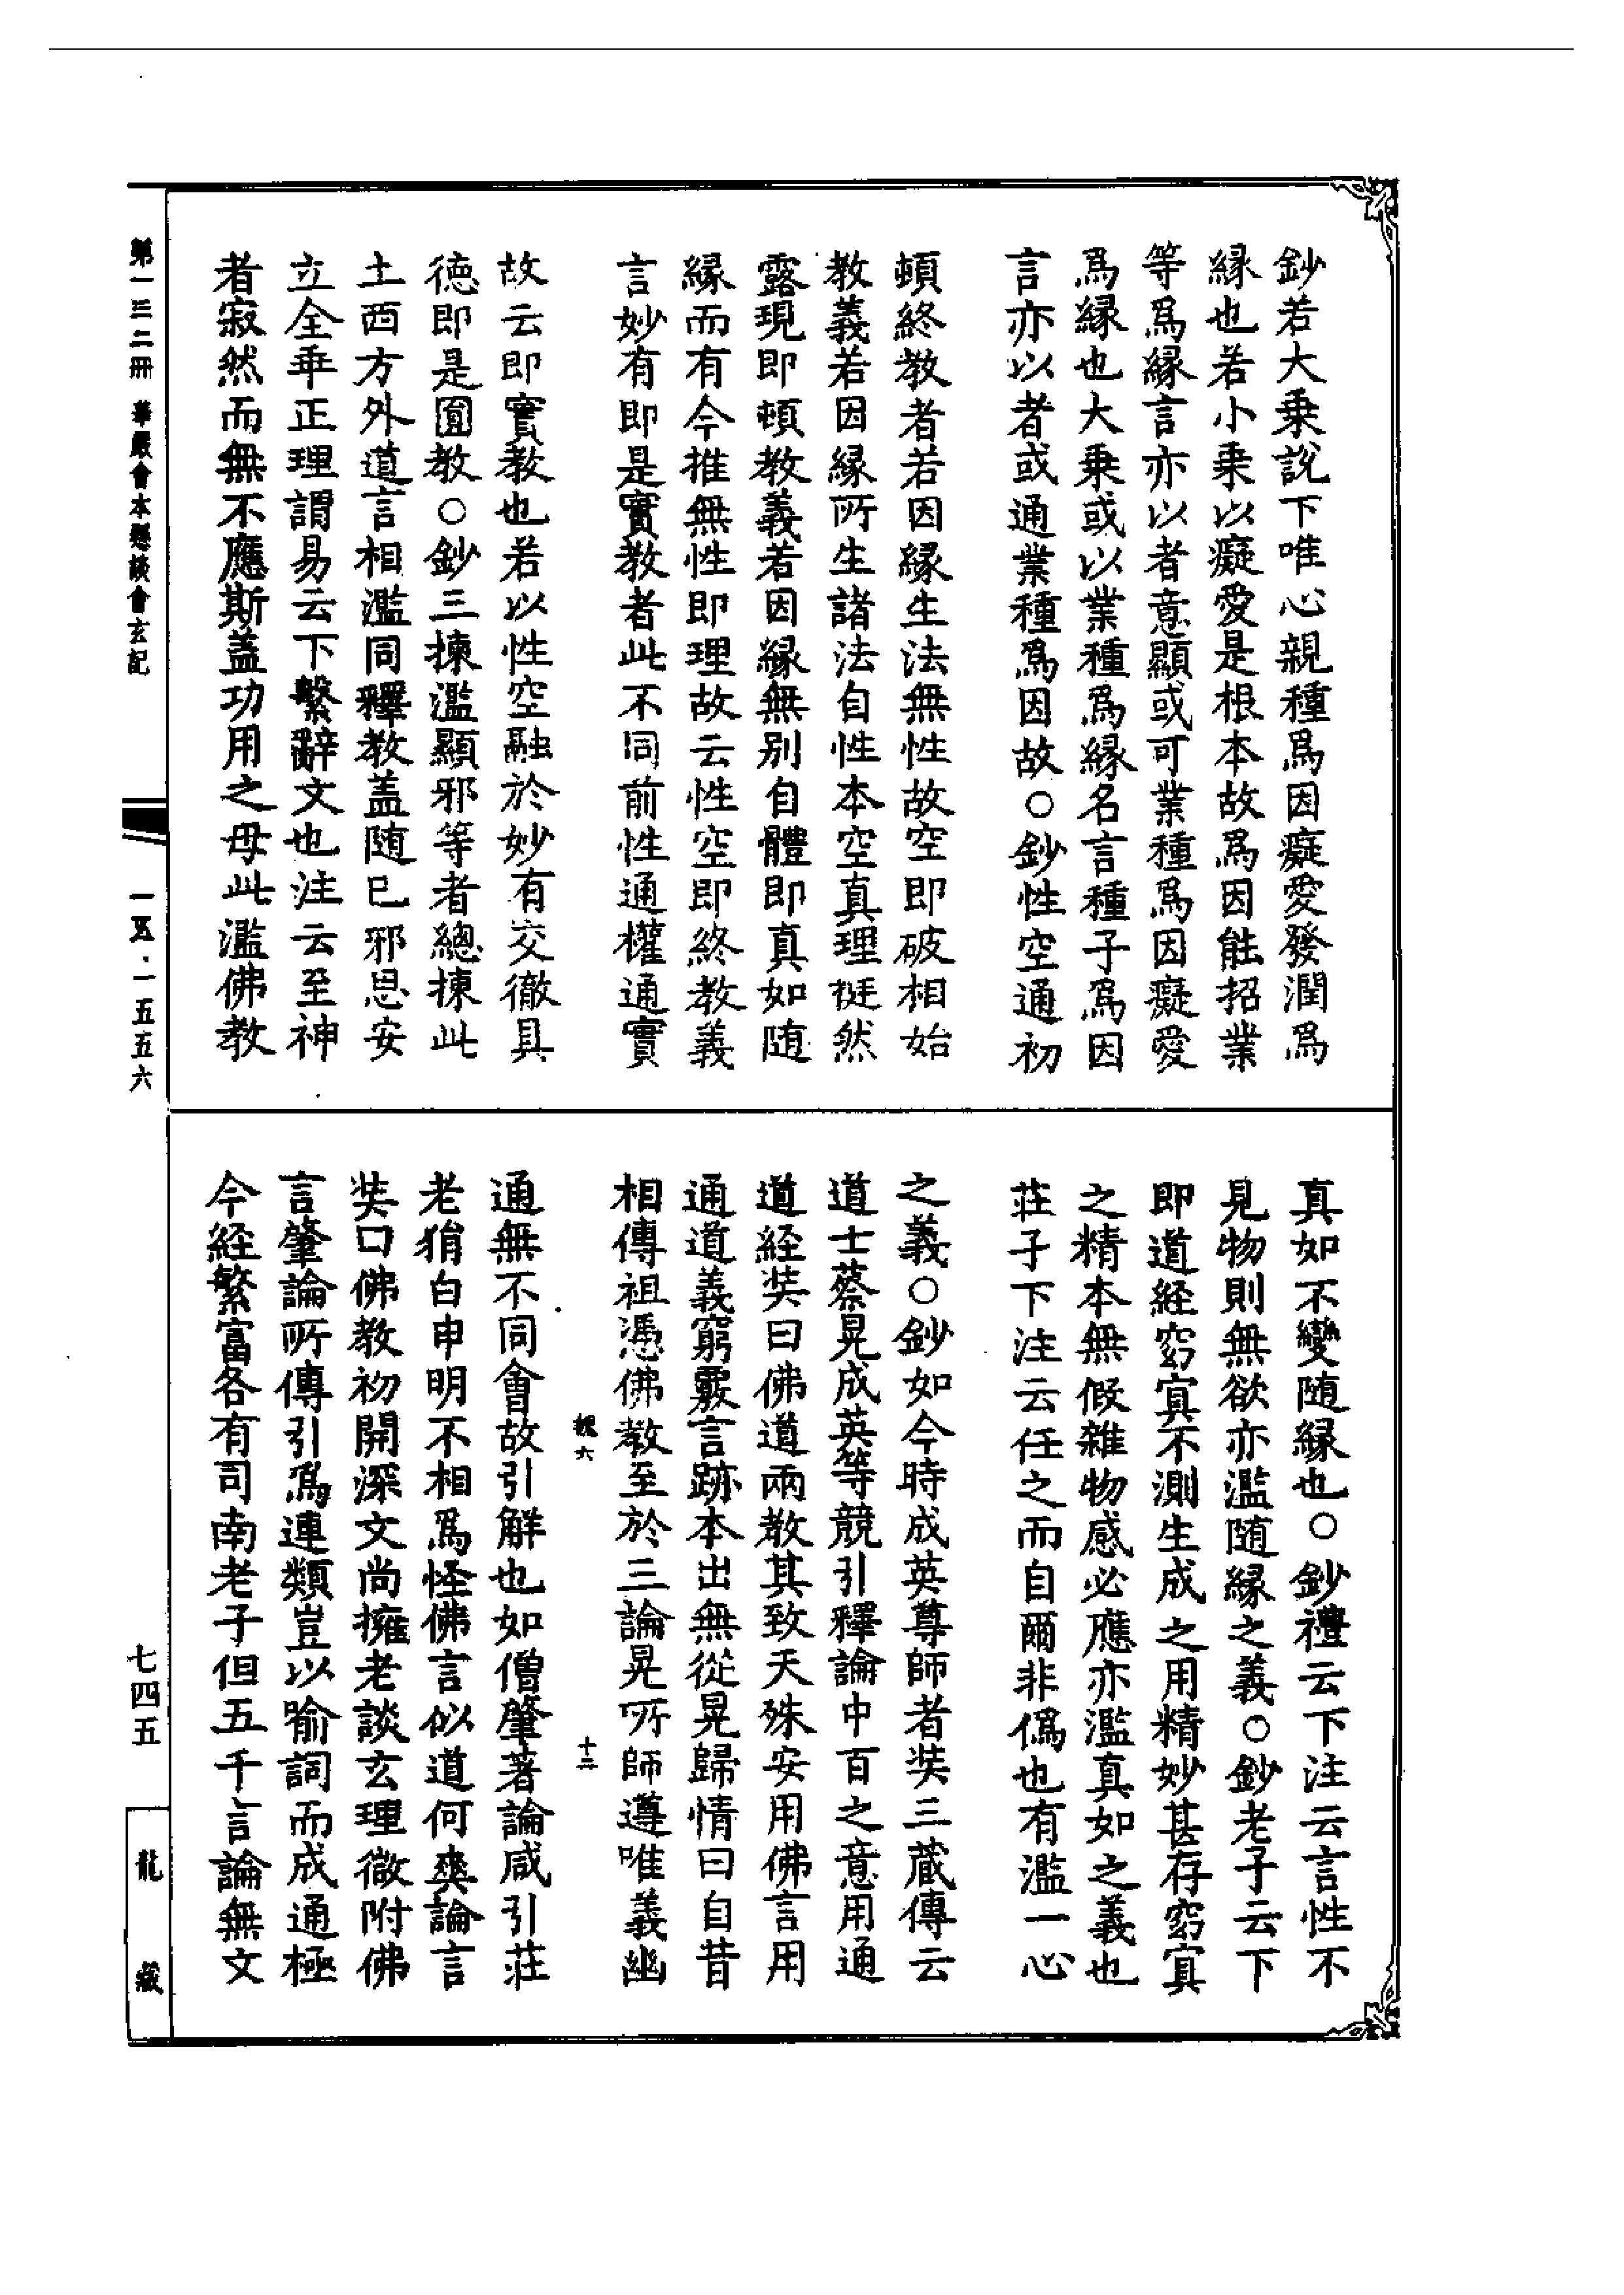 鈔若大乗說下唯心親種爲因癡愛發潤爲
緣也若小乗以癡愛是根本故爲因能招業
等爲緣言亦以者意顯或可業種爲因癡愛
爲緣也大乗或以業種爲緣名言種子爲因
言亦以者或通業種爲因故○鈔性空通初
頓終教者若因緣生法無性故空即破相始
教義若因緣所生諸法自性本空真理挺然
露現即頓教義若因緣無別自體即真如随
緣而有今推無性即理故云性空即終教義
言妙有即是實教者此不同前性通權通實
故云即實教也若以性空融於妙有交徹具
德即是圓教○鈔三揀濫顯邪等者總揀此
土西方外道言相濫同釋教盖随已邪思安
立全乖正理謂易云下繫辭文也注云至神
者寂然而無不應斯盖功用之母此濫佛教
真如不變随緣也○鈔禮云下注云言性不
見物則無欲亦濫随緣之義○鈔老子云下
即道経窈冥不測生成之用精妙甚存窈冥
之精本無假雜物感必應亦濫真如之義也
莊子下注云任之而自爾非僞也有濫一心
之義○鈔如今時成英尊師者奘三蔵傳云
道士蔡晃成英等競引釋論中百之意用通
道経奘曰佛道兩教其致天殊安用佛言用
通道義窮覈言跡本出無從晃歸情曰自昔
相傳祖憑佛教至於三論晃所師遵唯義幽
魏六 十二
通無不同會故引解也如僧肇著論咸引莊
老猶自申明不相爲怪佛言似道何爽論言
奘曰佛教初開深文尚擁老談玄理微附佛
言肇論所傳引爲連類豈以喻詞而成通極
今経繁富各有司南老子但五千言論無文
第一三二冊 華嚴會本懸談會玄記
一五·一五五六
七四五
龍藏